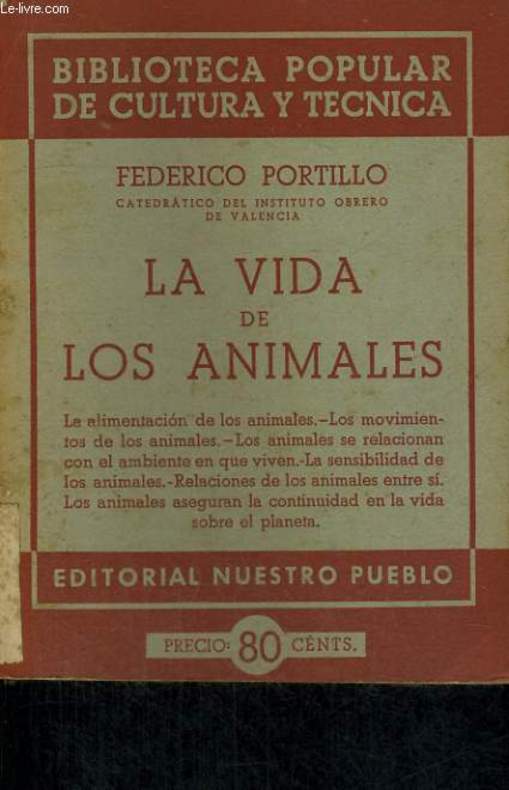 Le-livre.com
BIBLIOTECA POPULAR
DE CULTURA Y TECNICA
FEDERICO PORTILLO
CATEDRÁTICO DEL INSTITUTO OBRERO
DE VALENCIA
LA VIDA
DE
LOS ANIMALES
La alimentación de los animales.-Los movimien-
tos de los animales.-Los animales se relacionan
con el ambiente en que viven.-La sensibilidad de
los animales.-Relaciones de los animales entre sí.
Los animales aseguran la continuidad en la vida
sobre el planeta.
EDITORIAL NUESTRO PUEBLO
PRECIO: 80 CÉNTS.